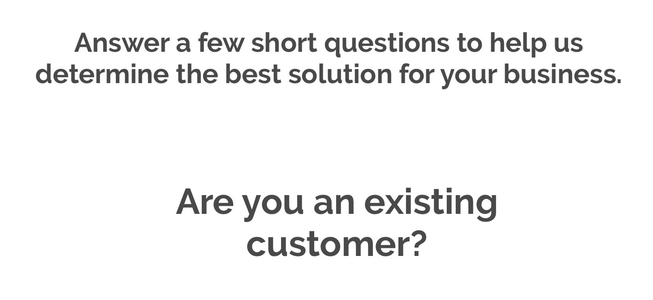 Answer a few short questions to help us
determine the best solution for your business.
Are you an existing
customer?